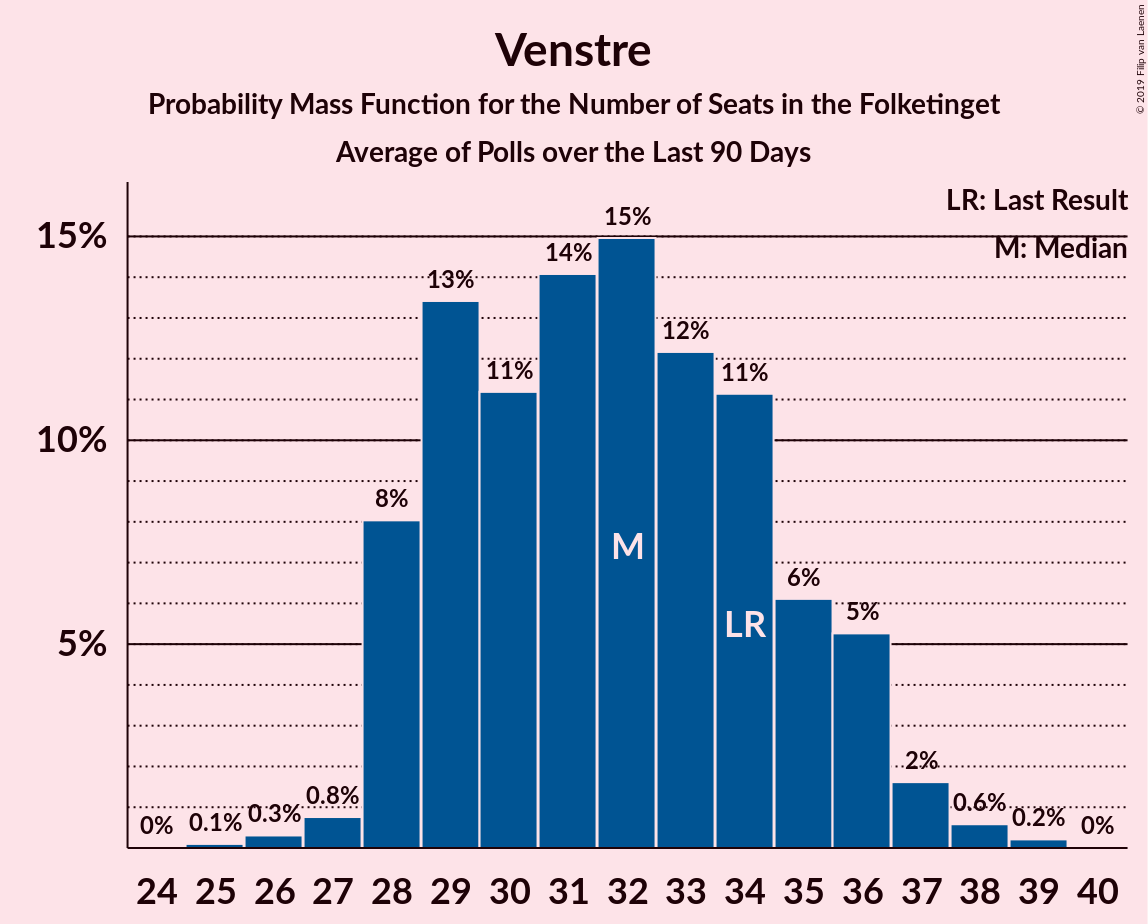 Venstre
Probability Mass Function for the Number of Seats in the Folketinget
Average of Polls over the Last 90 Days
© 2019 Filip van Laenen
LR: Last Result
M: Median
15%
10%
5%
0%
0.1%
0.3%
0.8%
8%
13%
11%
14%
15%
12%
11%
6%
5%
2%
0.6%
0.2%
0%
M
LR
24 25 26 27 28 29 30 31 32 33 34 35 36 37 38 39 40